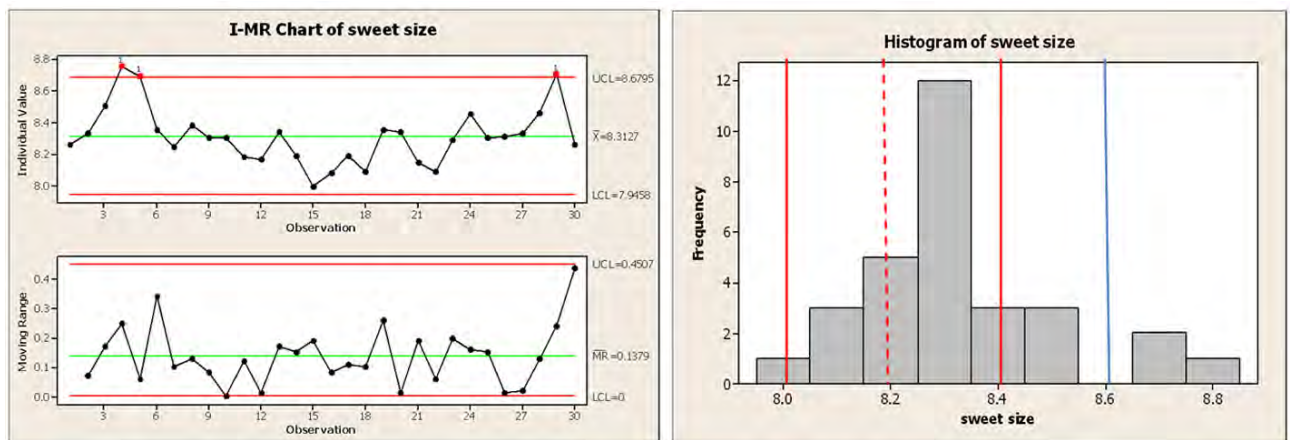 I-MR Chart of sweet size
Individual Value
8.8
8.6
8.4
8.2
8.0
1
1
1
UCL=8.6795
X̄=8.3127
LCL=7.9458
3 6 9 12 15 18 21 24 27 30
Observation
Moving Range
0.4
0.3
0.2
0.1
0.0
UCL=0.4507
M̅R̅=0.1379
LCL=0
3 6 9 12 15 18 21 24 27 30
Observation
Histogram of sweet size
Frequency
12
10
8
6
4
2
0
8.0 8.2 8.4 8.6 8.8
sweet size